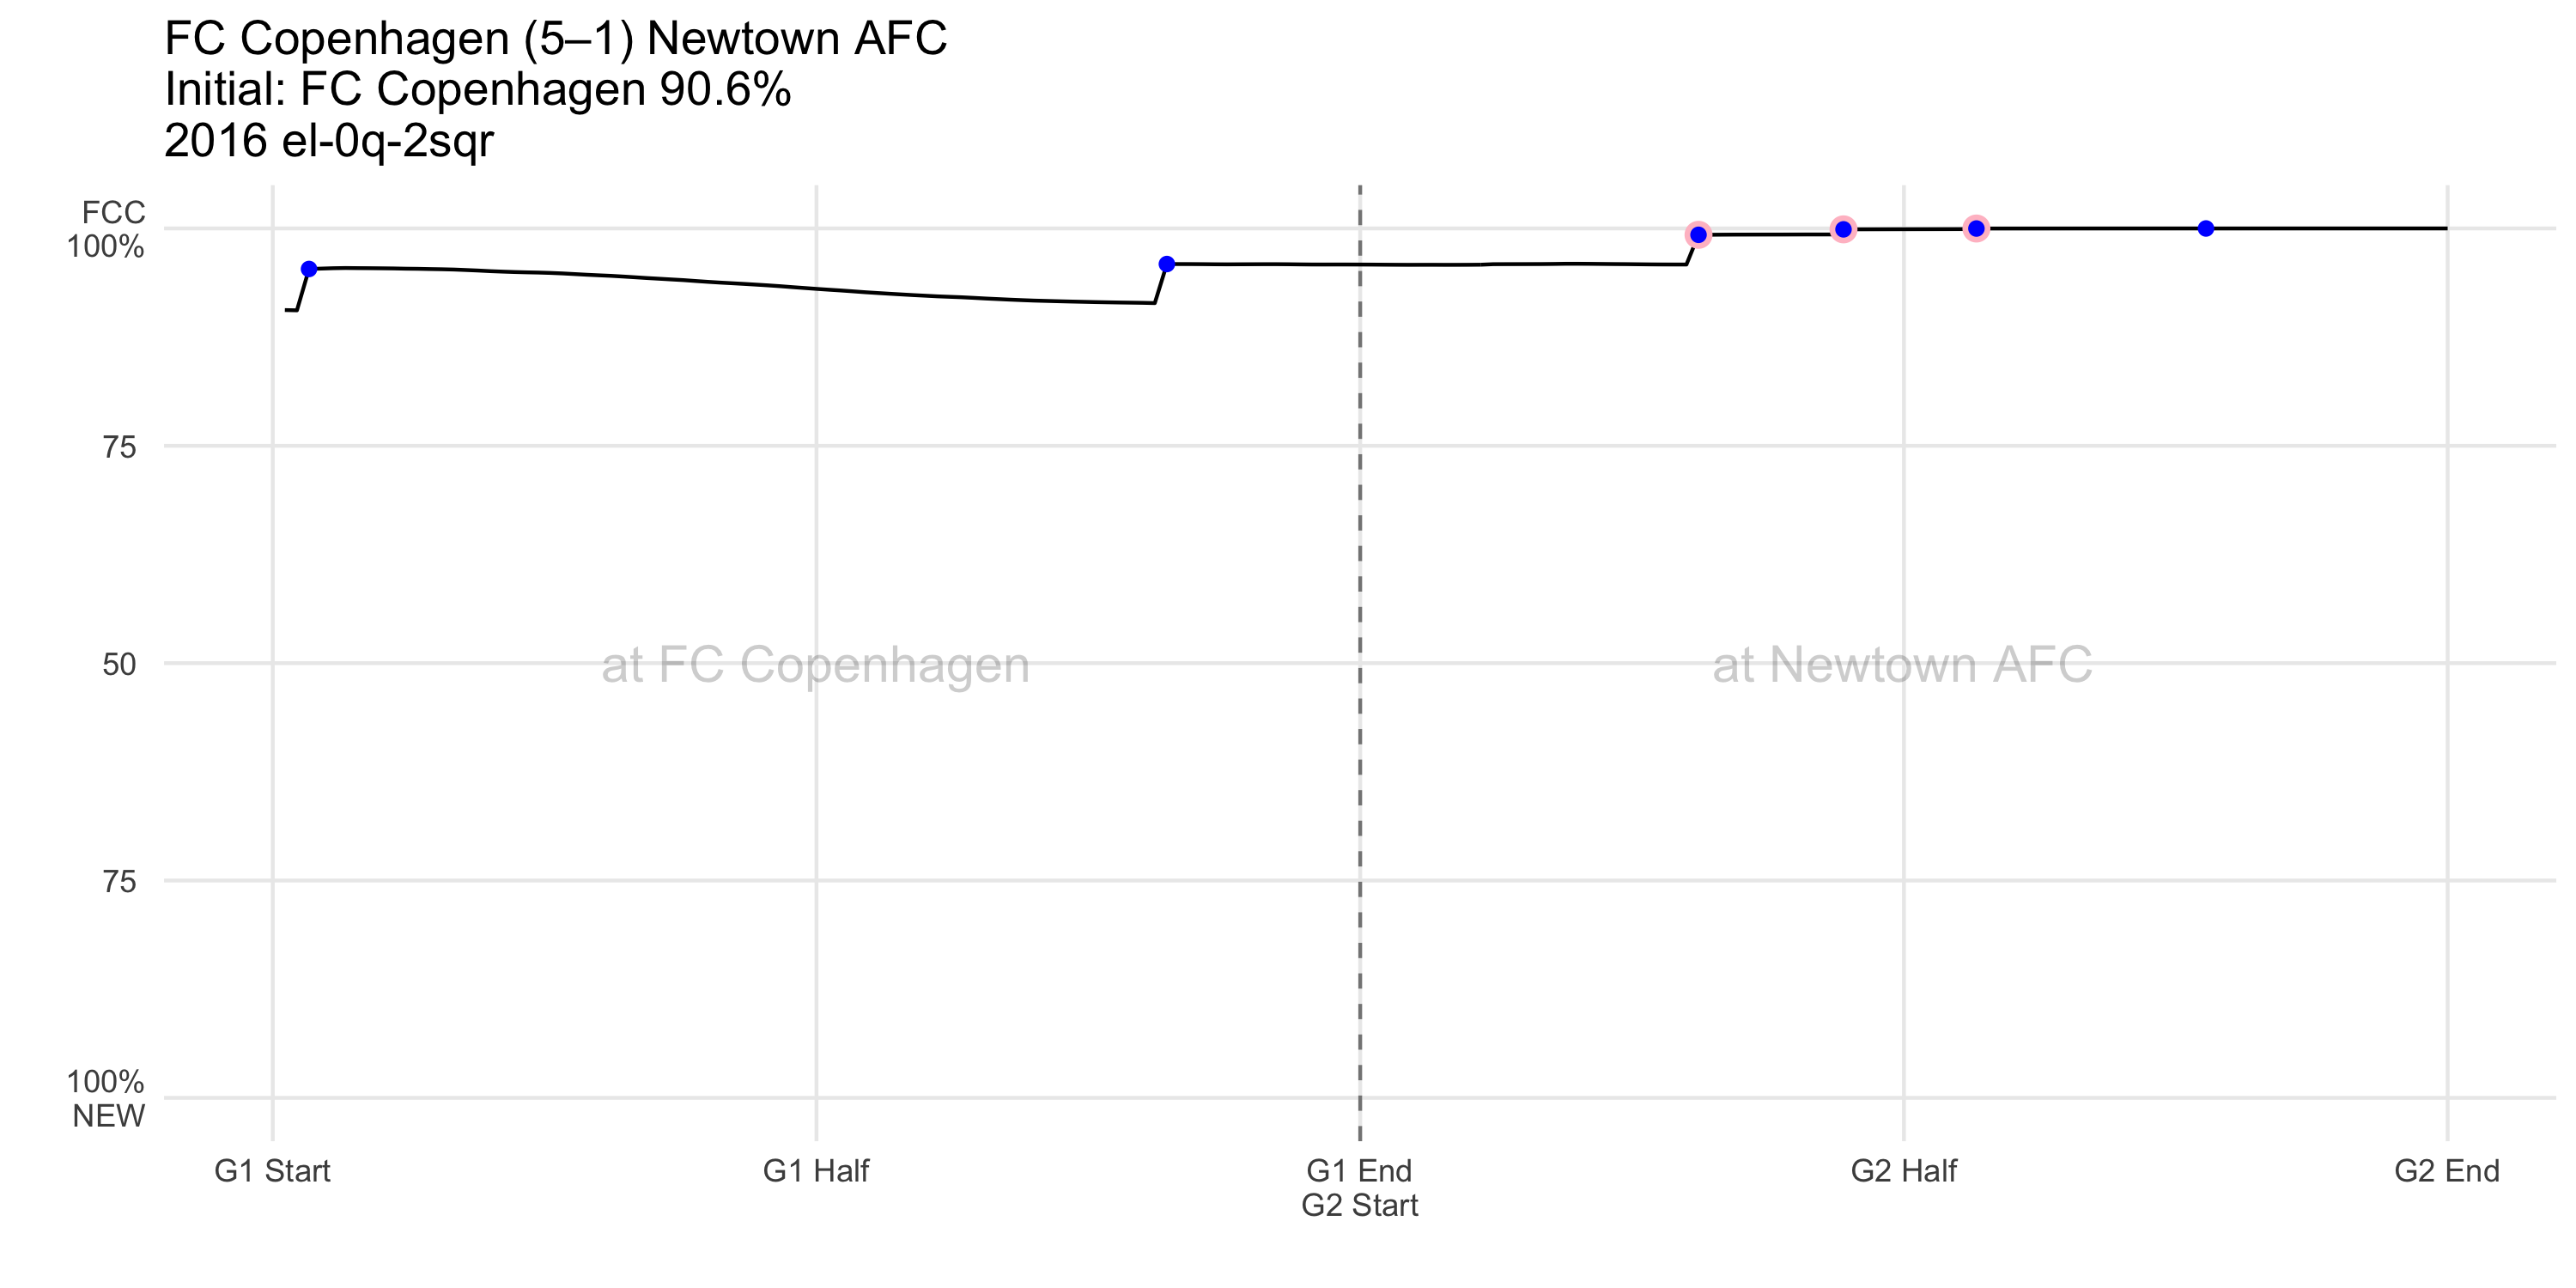 FC Copenhagen (5–1) Newtown AFC
Initial: FC Copenhagen 90.6%
2016 el-0q-2sqr
FCC
100%
75
50
75
100%
NEW
at FC Copenhagen
at Newtown AFC
G1 Start
G1 Half
G1 End
G2 Start
G2 Half
G2 End